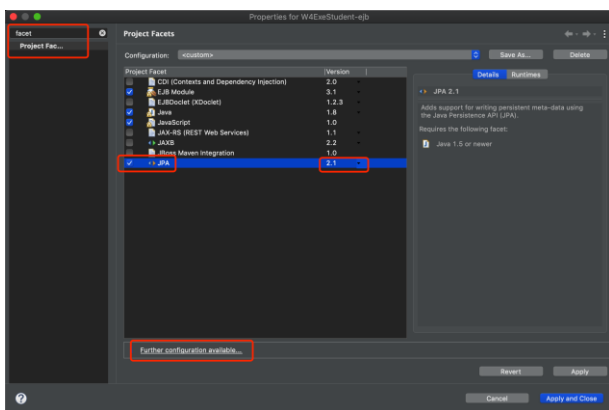 Properties for W4ExeStudent-ejb
facet
Project Fac...
Project Facets
Configuration: <custom> Save As... Delete
Project Facet Version
CDI (Contexts and Dependency Injection) 2.0
EJB Module 3.1
EJBDoclet (XDoclet) 1.2.3
Java 1.8
JavaScript 1.0
JAX-RS (REST Web Services) 1.1
JAXB 2.2
JBoss Maven Integration 1.0
JPA 2.1
Details Runtimes
JPA 2.1
Adds support for writing persistent meta-data using
the Java Persistence API (JPA).
Requires the following facet:
Java 1.5 or newer
Further configuration available...
Revert Apply
Cancel Apply and Close